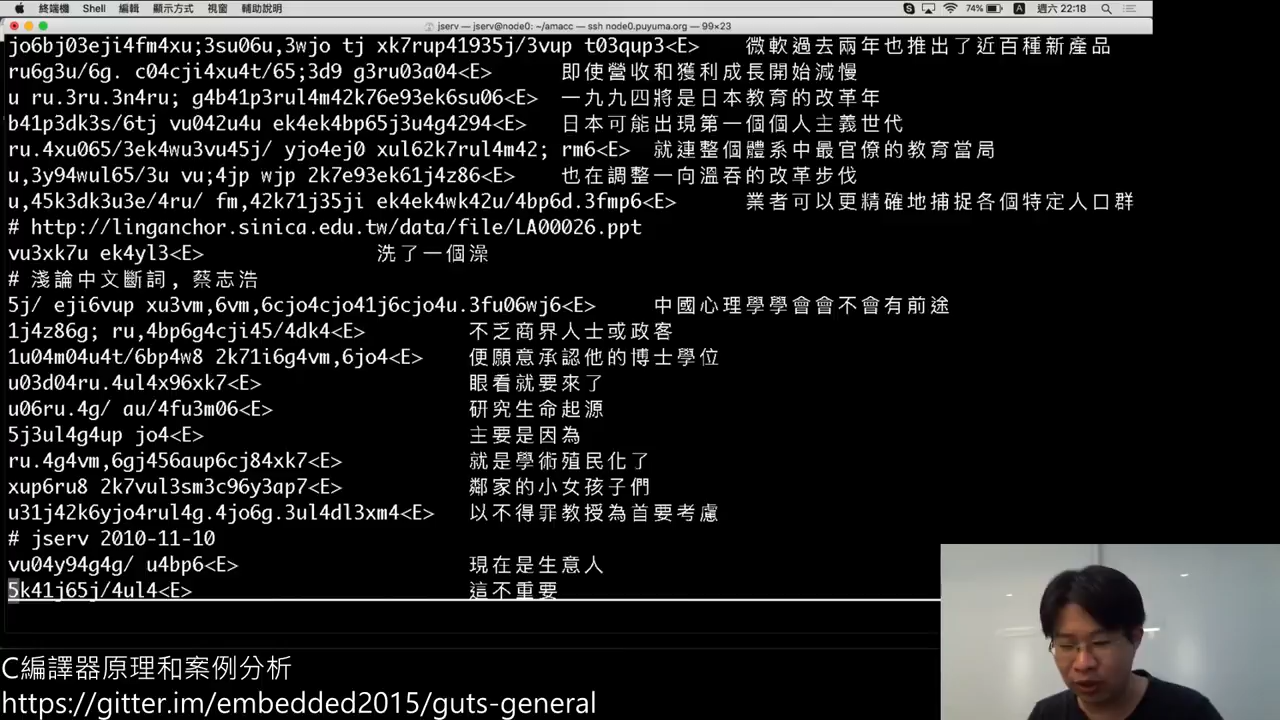 終端機 Shell 編輯 顯示方式 視窗 輔助說明 74% 週六 22:18
jserv — jserv@node0: ~/amacc — ssh node0.puyuma.org — 99×23
jo6bj03eji4fm4xu;3su06u,3wjo tj xk7rup41935j/3vup t03qup3<E> 微軟過去兩年也推出了近百種新產品
ru6g3u/6g. c04cji4xu4t/65;3d9 g3ru03a04<E> 即使營收和獲利成長開始減慢
u ru.3ru.3n4ru; g4b41p3rul4m42k76e93ek6su06<E> 一九九四將是日本教育的改革年
b41p3dk3s/6tj vu042u4u ek4ek4bp65j3u4g4294<E> 日本可能出現第一個個人主義世代
ru.4xu065/3ek4wu3vu45j/ yjo4ej0 xul62k7rul4m42; rm6<E> 就連整個體系中最官僚的教育當局
u,3y94wul65/3u vu;4jp wjp 2k7e93ek61j4z86<E> 也在調整一向溫吞的改革步伐
u,45k3dk3u3e/4ru/ fm,42k71j35ji ek4ek4wk42u/4bp6d.3fmp6<E> 業者可以更精確地捕捉各個特定人口群
# http://linganchor.sinica.edu.tw/data/file/LA00026.ppt
vu3xk7u ek4yl3<E> 洗了一個澡
# 淺論中文斷詞, 蔡志浩
5j/ eji6vup xu3vm,6vm,6cjo4cjo41j6cjo4u.3fu06wj6<E> 中國心理學學會會不會有前途
1j4z86g; ru,4bp6g4cji45/4dk4<E> 不乏商界人士或政客
1u04m04u4t/6bp4w8 2k71i6g4vm,6jo4<E> 便願意承認他的博士學位
u03d04ru.4ul4x96xk7<E> 眼看就要來了
u06ru.4g/ au/4fu3m06<E> 研究生命起源
5j3ul4g4up jo4<E> 主要是因為
ru.4g4vm,6gj456aup6cj84xk7<E> 就是學術殖民化了
xup6ru8 2k7vul3sm3c96y3ap7<E> 鄰家的小女孩子們
u31j42k6yjo4rul4g.4jo6g.3ul4dl3xm4<E> 以不得罪教授為首要考慮
# jserv 2010-11-10
vu04y94g4g/ u4bp6<E> 現在是生意人
5k41j65j/4ul4<E> 這不重要
C編譯器原理和案例分析
https://gitter.im/embedded2015/guts-general